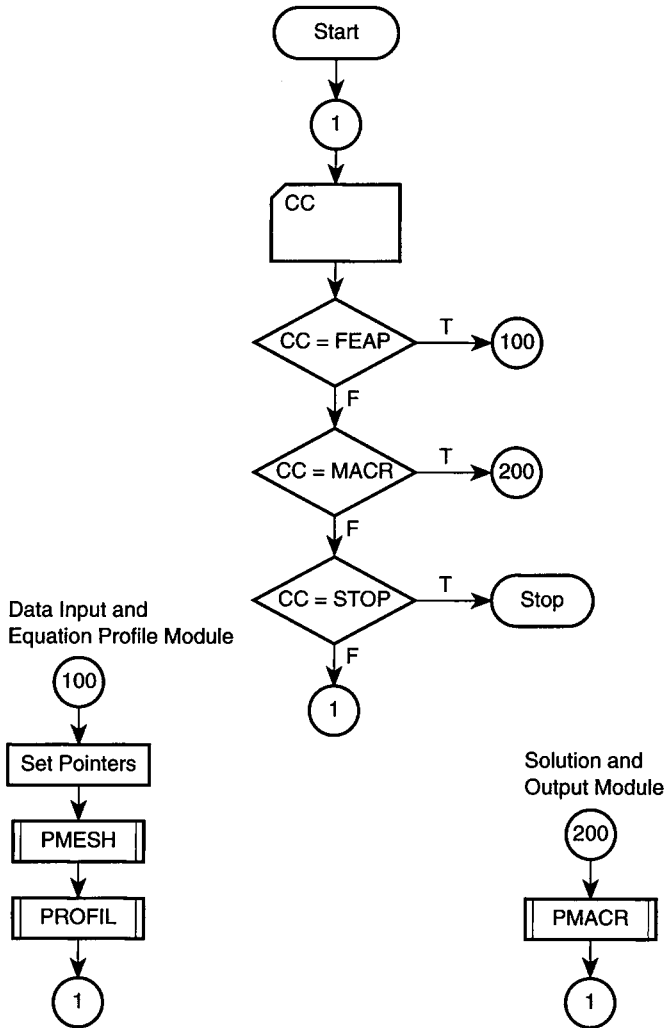 Start
1
CC
CC = FEAP
T
100
F
CC = MACR
T
200
F
CC = STOP
T
Stop
F
1
Data Input and
Equation Profile Module
100
Set Pointers
PMESH
PROFIL
1
Solution and
Output Module
200
PMACR
1